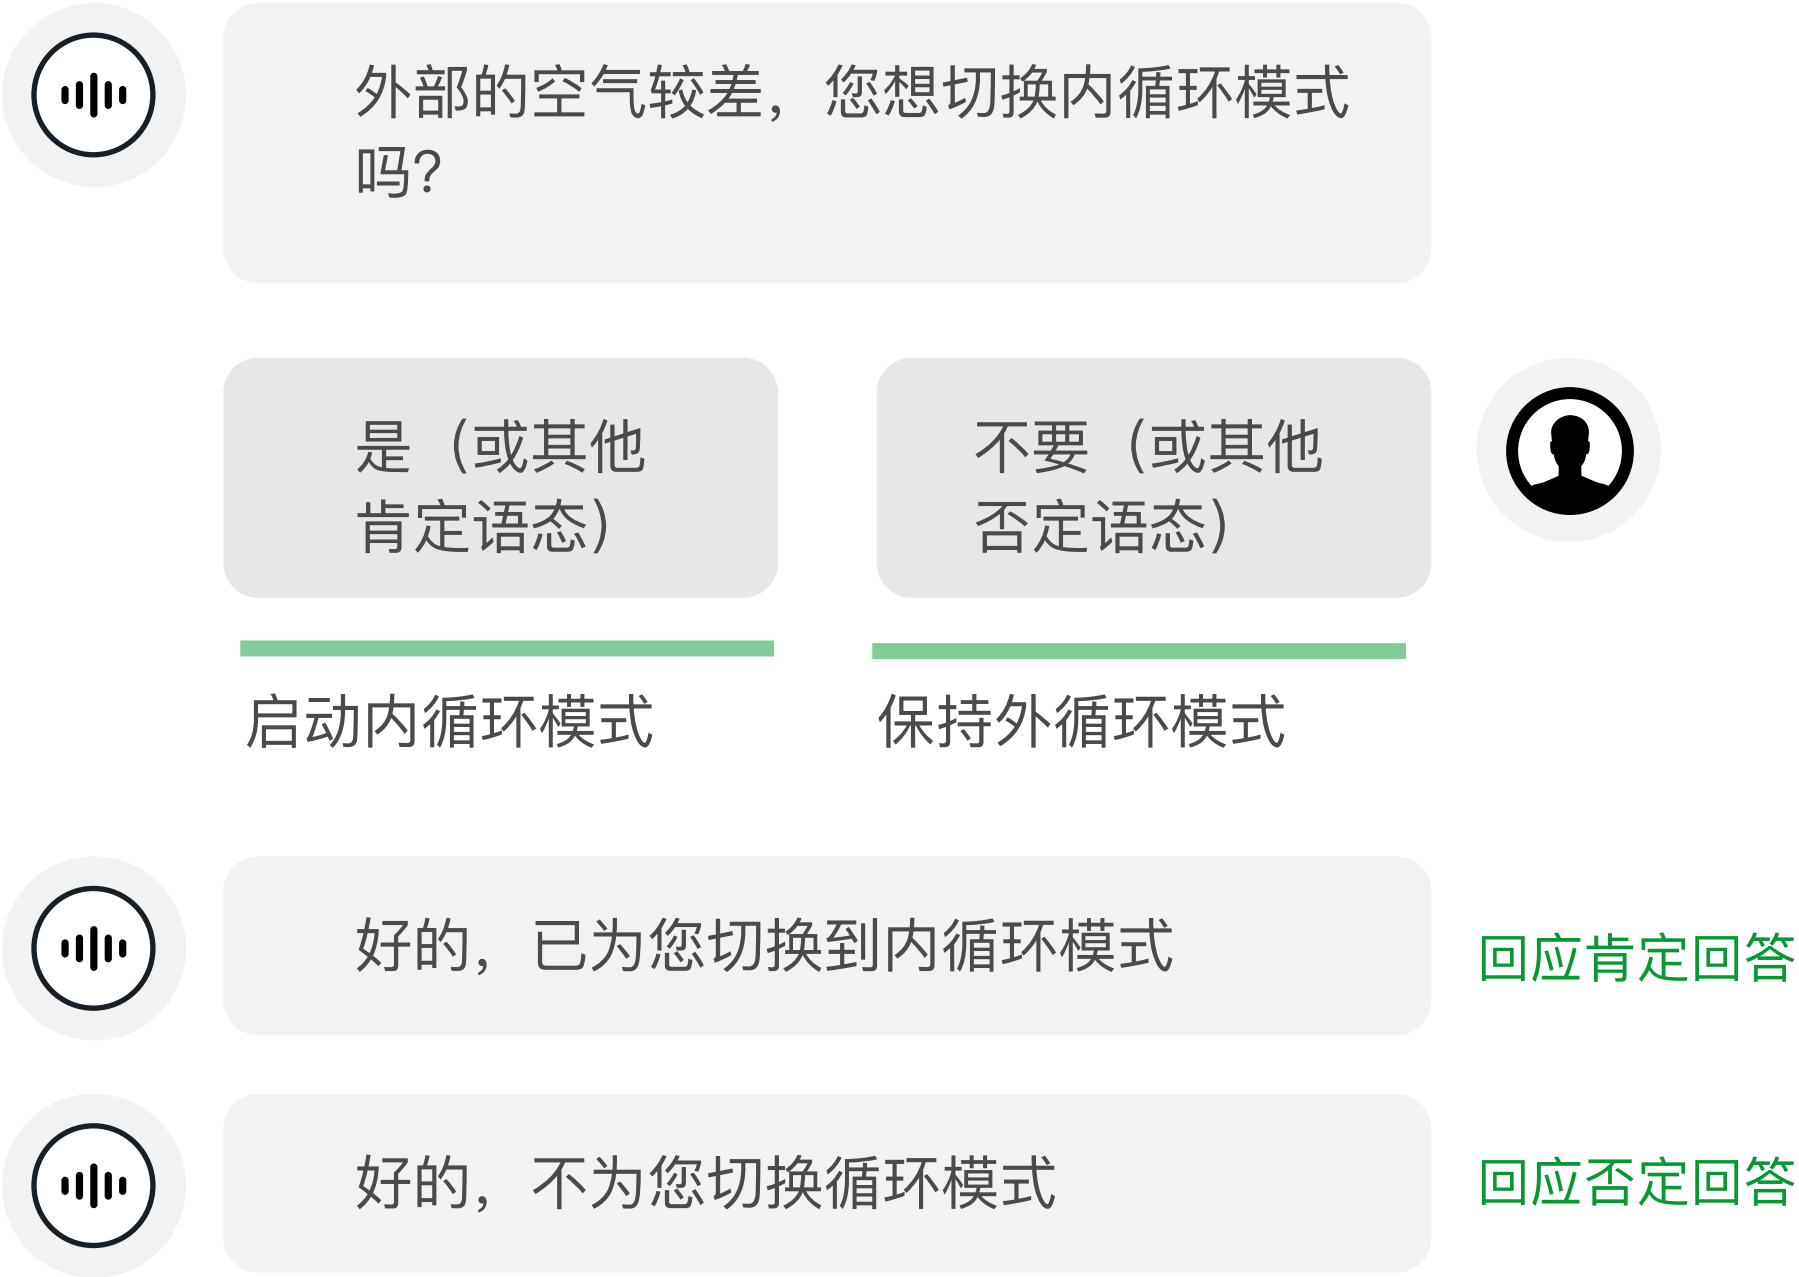 外部的空气较差，您想切换内循环模式
吗？
是（或其他
肯定语态）
不要（或其他
否定语态）
启动内循环模式
保持外循环模式
好的，已为您切换到内循环模式
回应肯定回答
好的，不为您切换循环模式
回应否定回答